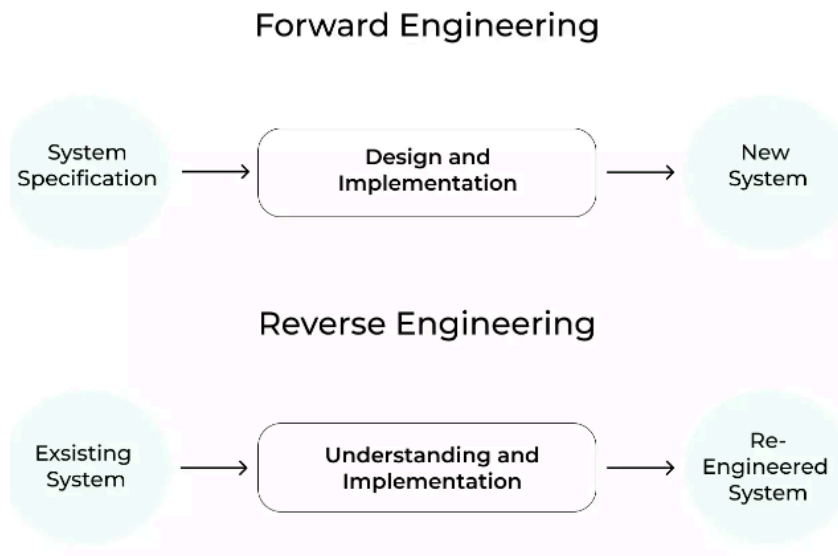 Forward Engineering
System
Specification
Design and
Implementation
New
System
Reverse Engineering
Exsisting
System
Understanding and
Implementation
Re-
Engineered
System